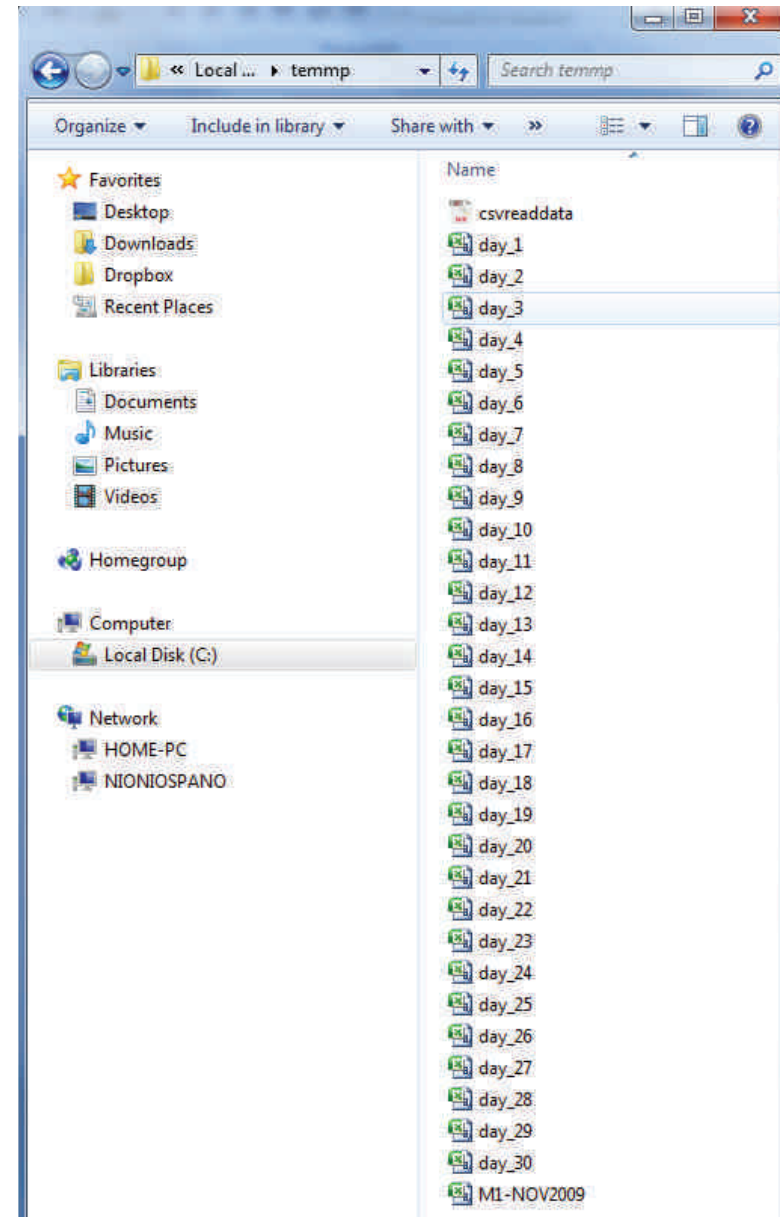 « Local ... ▸ temmp
Search temmp
Organize
Include in library
Share with
»
Favorites
Desktop
Downloads
Dropbox
Recent Places
Libraries
Documents
Music
Pictures
Videos
Homegroup
Computer
Local Disk (C:)
Network
HOME-PC
NIONIOSPANO
Name
csvreaddata
day_1
day_2
day_3
day_4
day_5
day_6
day_7
day_8
day_9
day_10
day_11
day_12
day_13
day_14
day_15
day_16
day_17
day_18
day_19
day_20
day_21
day_22
day_23
day_24
day_25
day_26
day_27
day_28
day_29
day_30
M1-NOV2009